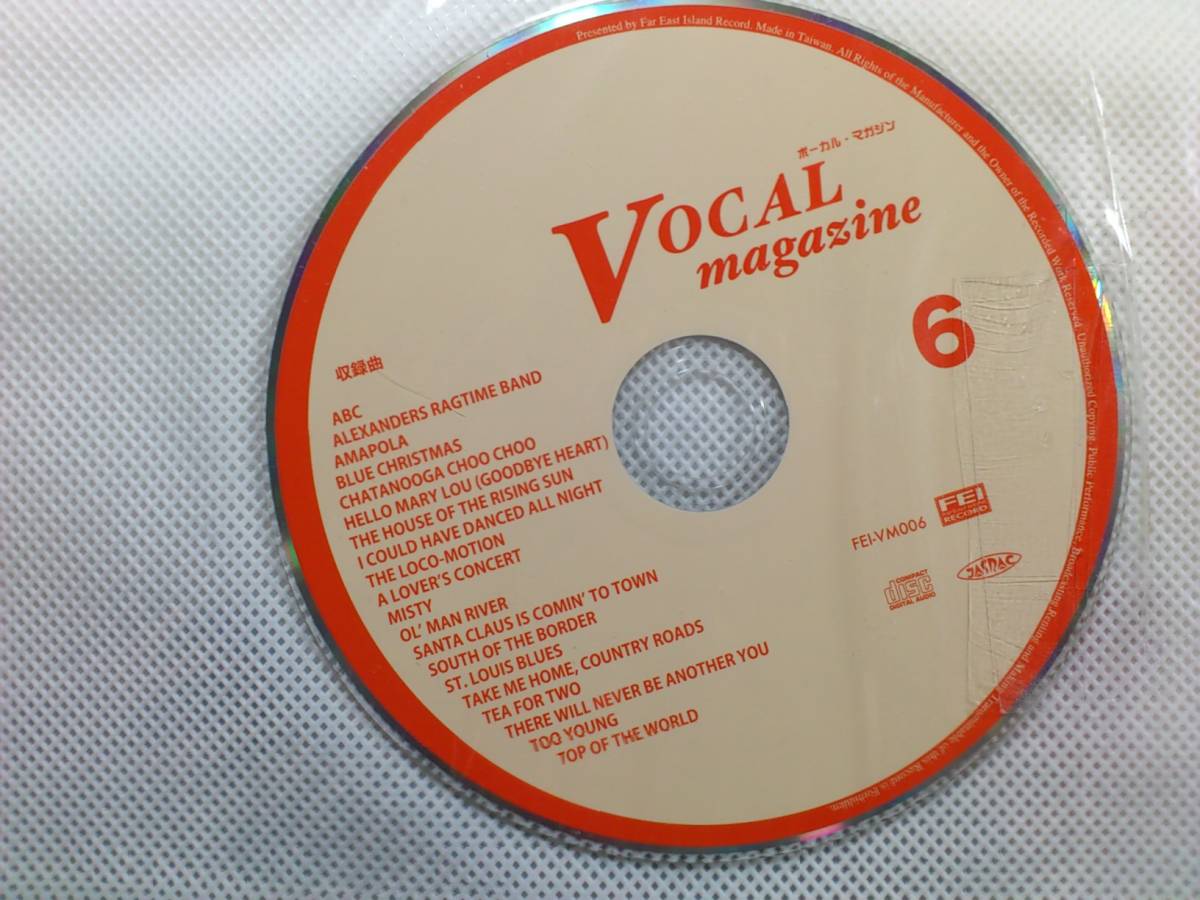 Presented by Far East Island Record. Made in Taiwan. All Rights of the Manufacturer and the Owner of the Recorded Work Reserved. Unauthorized Copying, Public Performance, Broadcasting, Renting and Making Transmittable of this Record is Forbidden.
ボーカル・マガジン
VOCAL
magazine
6
収録曲
ABC
ALEXANDERS RAGTIME BAND
AMAPOLA
BLUE CHRISTMAS
CHATANOOGA CHOO CHOO
HELLO MARY LOU (GOODBYE HEART)
THE HOUSE OF THE RISING SUN
I COULD HAVE DANCED ALL NIGHT
THE LOCO-MOTION
A LOVER'S CONCERT
MISTY
OL' MAN RIVER
SANTA CLAUS IS COMIN' TO TOWN
SOUTH OF THE BORDER
ST. LOUIS BLUES
TAKE ME HOME, COUNTRY ROADS
TEA FOR TWO
THERE WILL NEVER BE ANOTHER YOU
TOO YOUNG
TOP OF THE WORLD
FEI-VM006
FEI
RECORD
COMPACT
disc
DIGITAL AUDIO
JASRAC